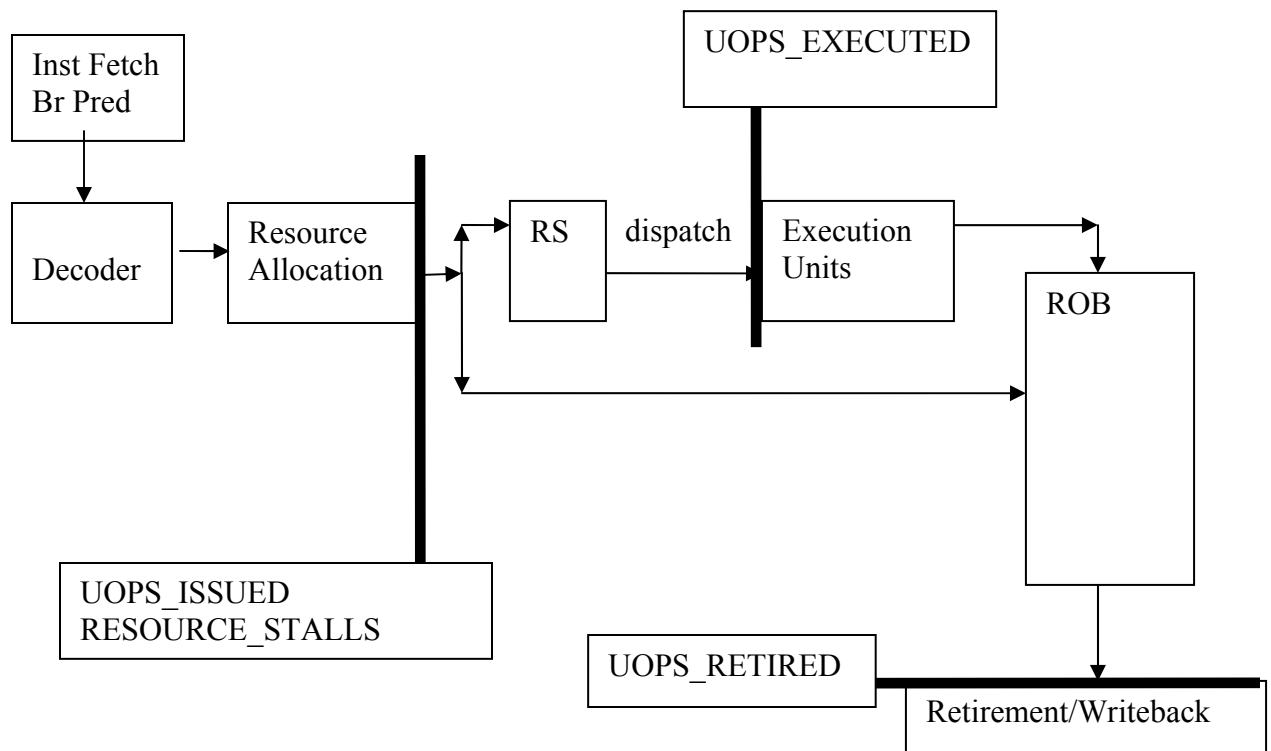 UOPS_EXECUTED
Inst Fetch
Br Pred
Decoder
Resource
Allocation
RS
dispatch
Execution
Units
ROB
UOPS_ISSUED
RESOURCE_STALLS
UOPS_RETIRED
Retirement/Writeback